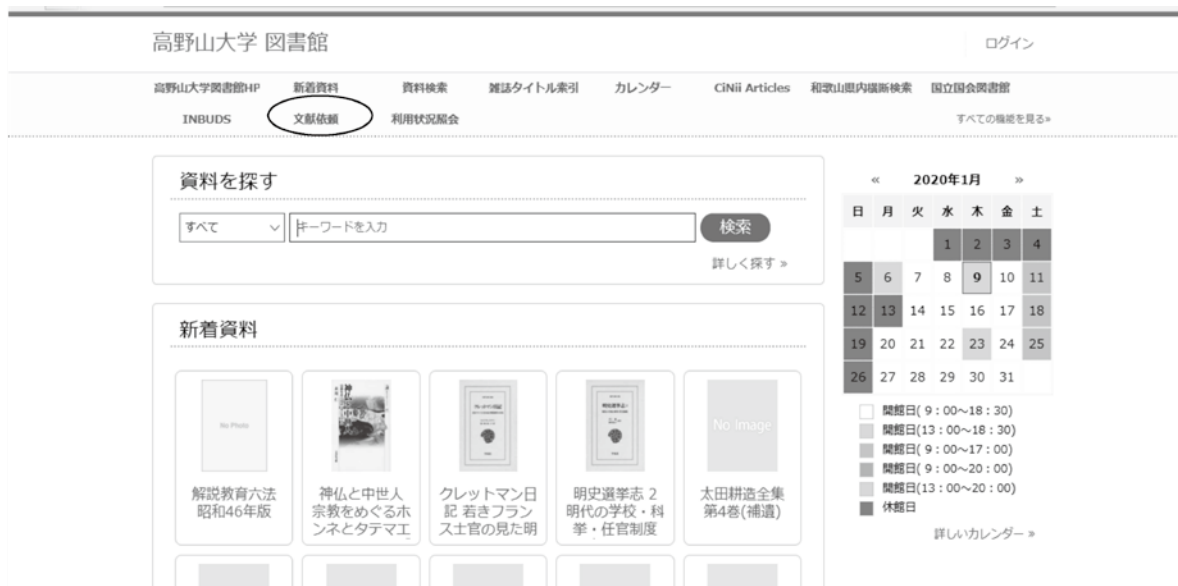 高野山大学 図書館
ログイン
高野山大学図書館HP 新着資料 資料検索 雑誌タイトル索引 カレンダー CiNii Articles 和歌山県内横断検索 国立国会図書館
INBUDS 文献依頼 利用状況照会 すべての機能を見る»
資料を探す
すべて キーワードを入力 検索
詳しく探す »
新着資料
No Photo
解説教育六法
昭和46年版
神仏と中世人
宗教をめぐるホ
ンネとタテマエ
クレットマン日
記 若きフラン
ス士官の見た明
明史選挙志 2
明代の学校・科
挙・任官制度
No Image
太田耕造全集
第4巻(補遺)
« 2020年1月 »
日 月 火 水 木 金 土
1 2 3 4
5 6 7 8 9 10 11
12 13 14 15 16 17 18
19 20 21 22 23 24 25
26 27 28 29 30 31
開館日( 9：00～18：30)
開館日(13：00～18：30)
開館日( 9：00～17：00)
開館日( 9：00～20：00)
開館日(13：00～20：00)
休館日
詳しいカレンダー »